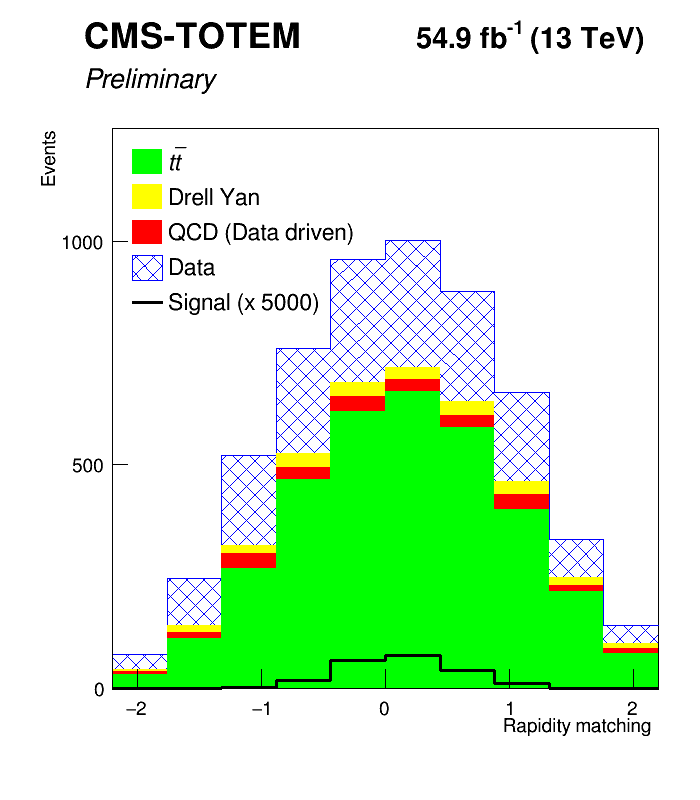 CMS-TOTEM 54.9 fb⁻¹ (13 TeV)
Preliminary
Events
tt̅
Drell Yan
QCD (Data driven)
Data
Signal (x 5000)
1000
500
0
−2 −1 0 1 2
Rapidity matching